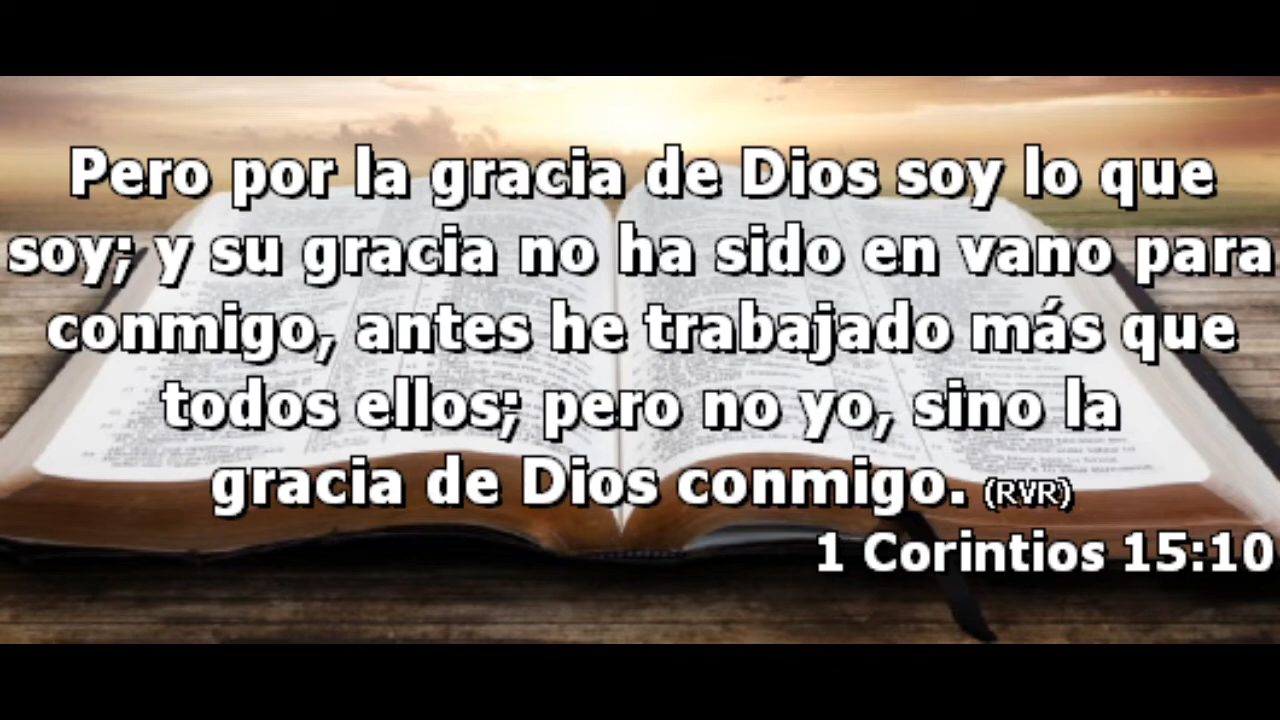 Pero por la gracia de Dios soy lo que
soy; y su gracia no ha sido en vano para
conmigo, antes he trabajado más que
todos ellos; pero no yo, sino la
gracia de Dios conmigo. (RVR)
1 Corintios 15:10